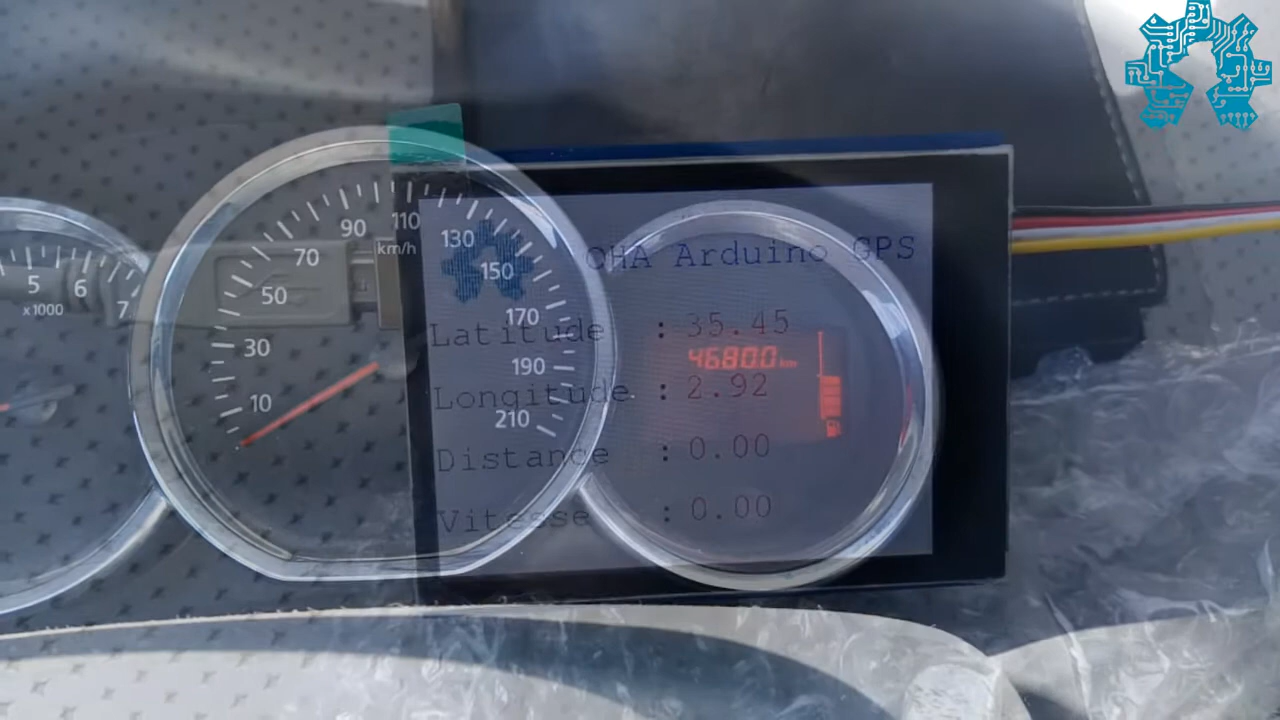 OHA Arduino GPS
Latitude : 35.45
Longitude : 2.92
Distance : 0.00
Vitesse : 0.00
46800 km
5 6 7
x1000
10 30 50 70 90 110 130 150 170 190 210
km/h